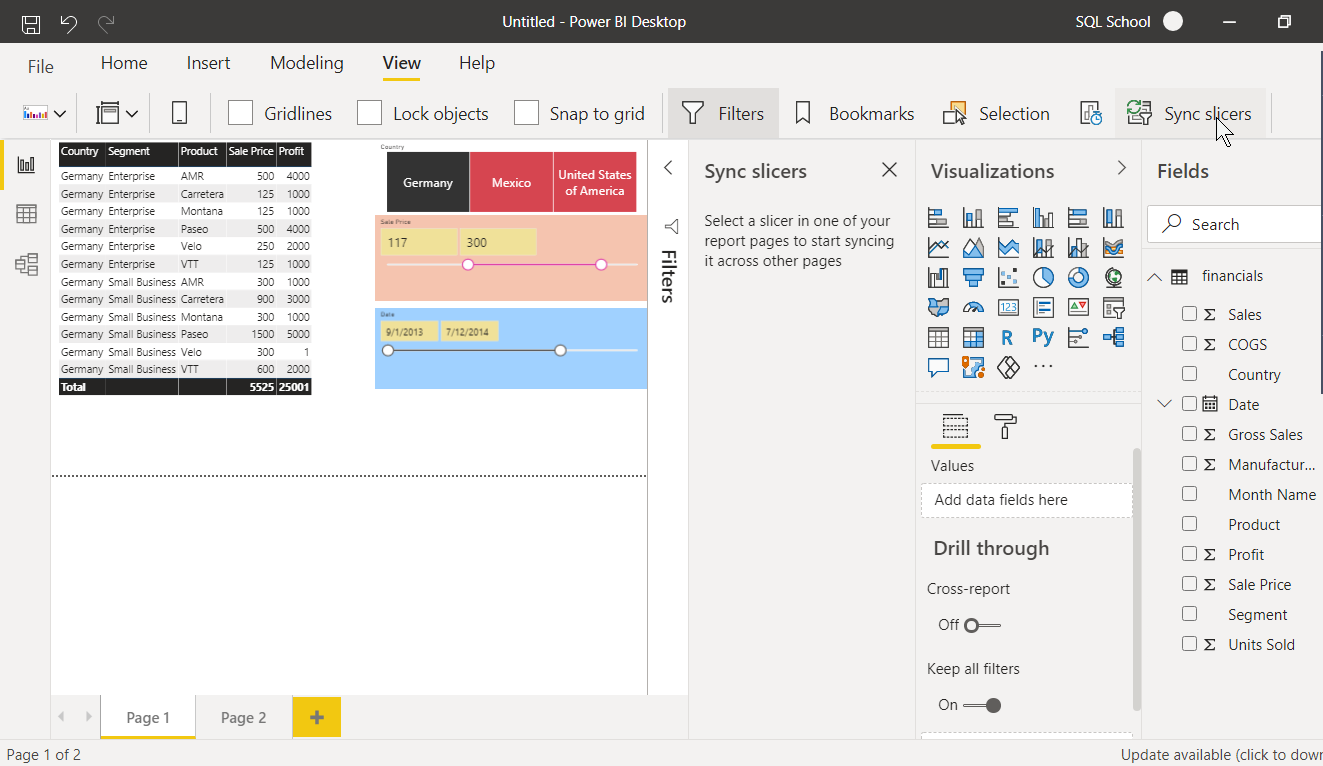 Untitled - Power BI Desktop
SQL School
File
Home
Insert
Modeling
View
Help
Gridlines
Lock objects
Snap to grid
Filters
Bookmarks
Selection
Sync slicers
Country Segment Product Sale Price Profit
Germany Enterprise AMR 500 4000
Germany Enterprise Carretera 125 1000
Germany Enterprise Montana 125 1000
Germany Enterprise Paseo 500 4000
Germany Enterprise Velo 250 2000
Germany Enterprise VTT 125 1000
Germany Small Business AMR 300 1000
Germany Small Business Carretera 900 3000
Germany Small Business Montana 300 1000
Germany Small Business Paseo 1500 5000
Germany Small Business Velo 300 1
Germany Small Business VTT 600 2000
Total 5525 25001
Country
Germany
Mexico
United States
of America
Sale Price
117
300
Date
9/1/2013
7/12/2014
Filters
Sync slicers
Select a slicer in one of your
report pages to start syncing
it across other pages
Visualizations
123
R
Py
...
Values
Add data fields here
Drill through
Cross-report
Off
Keep all filters
On
Fields
Search
financials
Σ Sales
Σ COGS
Country
Date
Σ Gross Sales
Σ Manufactur...
Month Name
Product
Σ Profit
Σ Sale Price
Segment
Σ Units Sold
Page 1
Page 2
+
Page 1 of 2
Update available (click to dow